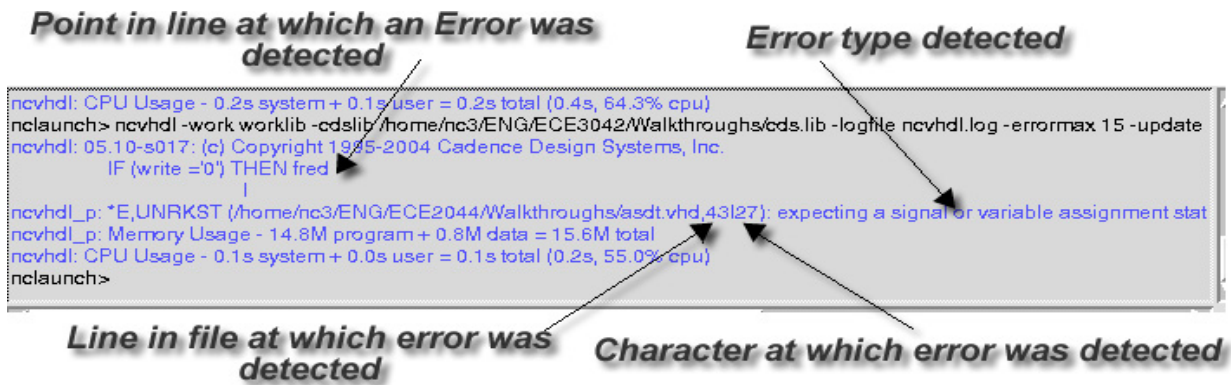 Point in line at which an Error was
detected
Error type detected
ncvhdl: CPU Usage - 0.2s system + 0.1s user = 0.2s total (0.4s, 64.3% cpu)
nclaunch> ncvhdl -work worklib -cdslib /home/nc3/ENG/ECE3042/Walkthroughs/cds.lib -logfile ncvhdl.log -errormax 15 -update
ncvhdl: 05.10-s017: (c) Copyright 1995-2004 Cadence Design Systems, Inc.
IF (write ='0') THEN fred
|
ncvhdl_p: *E,UNRKST (/home/nc3/ENG/ECE2044/Walkthroughs/asdt.vhd,43|27): expecting a signal or variable assignment stat
ncvhdl_p: Memory Usage - 14.8M program + 0.8M data = 15.6M total
ncvhdl: CPU Usage - 0.1s system + 0.0s user = 0.1s total (0.2s, 55.0% cpu)
nclaunch>
Line in file at which error was
detected
Character at which error was detected